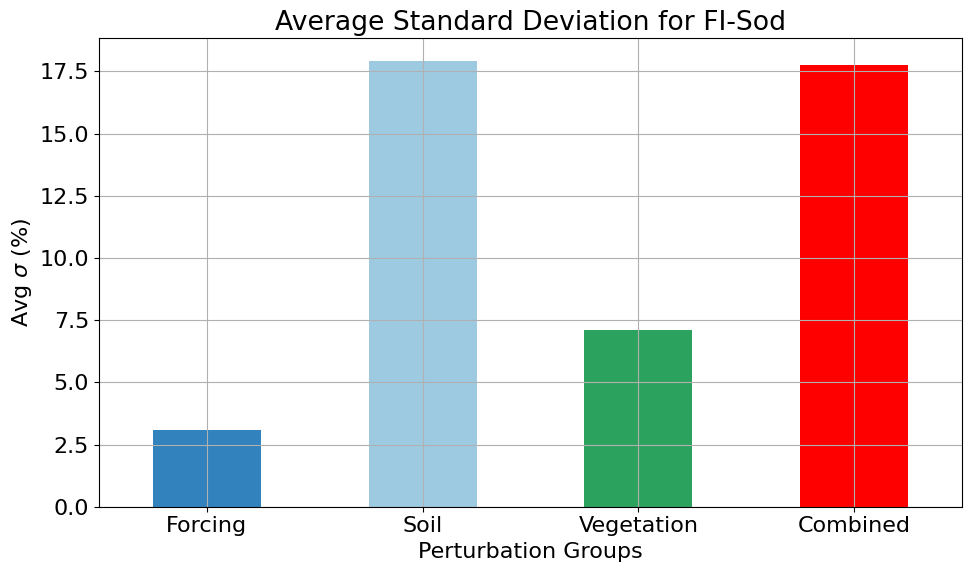 Average Standard Deviation for FI-Sod
17.5
15.0
12.5
10.0
7.5
5.0
2.5
0.0
Avg σ (%)
Forcing Soil Vegetation Combined
Perturbation Groups